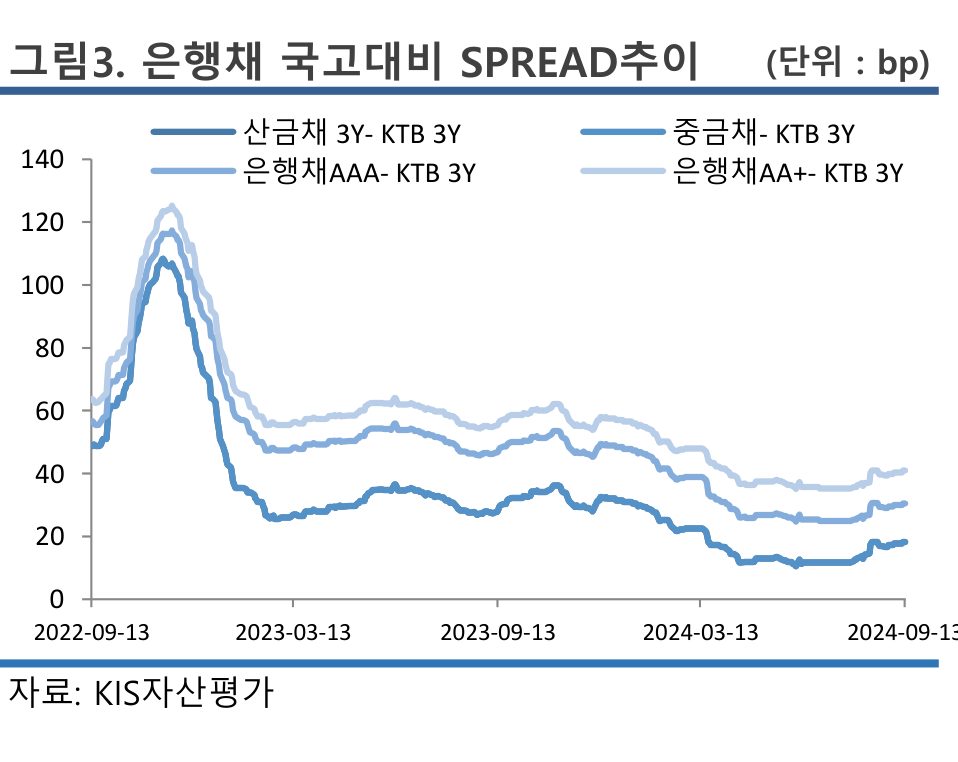 그림3. 은행채 국고대비 SPREAD추이 (단위 : bp)
산금채 3Y- KTB 3Y 중금채- KTB 3Y
은행채AAA- KTB 3Y 은행채AA+- KTB 3Y
140
120
100
80
60
40
20
0
2022-09-13 2023-03-13 2023-09-13 2024-03-13 2024-09-13
자료: KIS자산평가